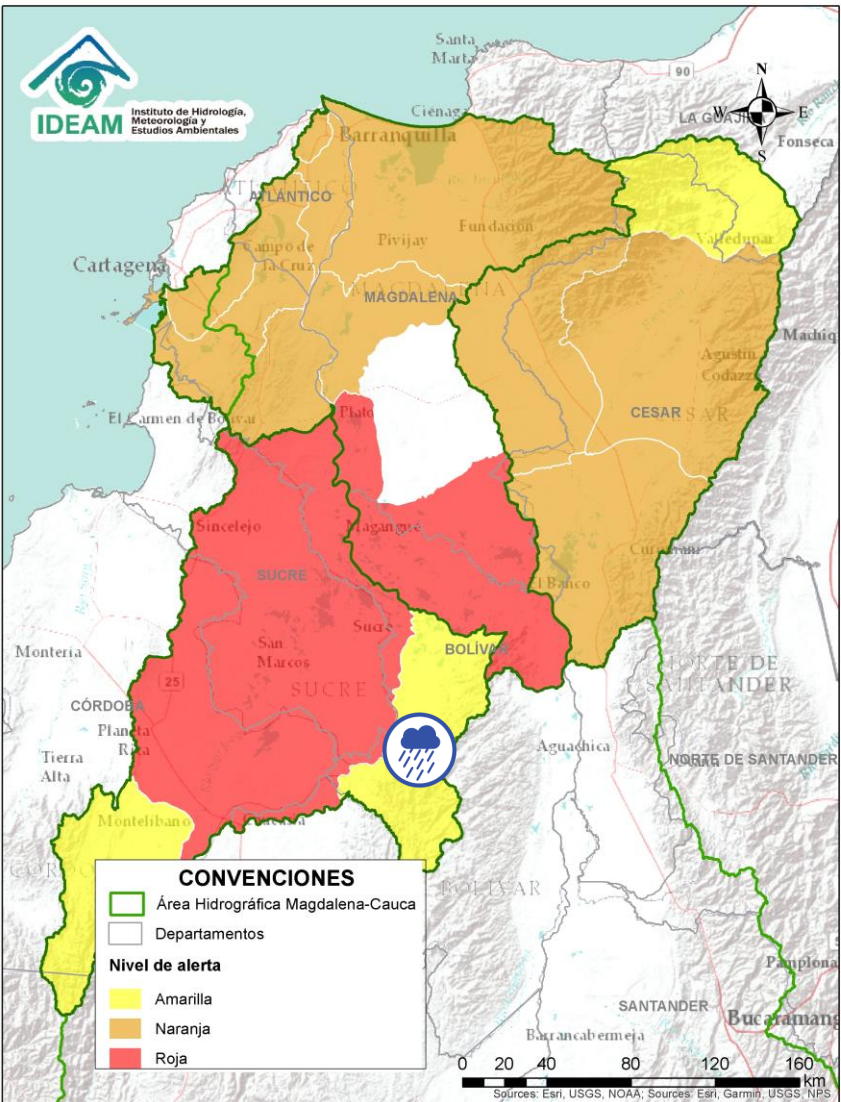 IDEAM
Instituto de Hidrología,
Meteorología y
Estudios Ambientales
Santa
Marta
90
N
W
E
S
LA GUAJIRA
Fonseca
Ciénaga
Barranquilla
ATLÁNTICO
ATLÁNTICO
Cartagena
Campo de
la Cruz
Pivijay
Fundación
Valledupar
MAGDALENA
MAGDALENA
Machiq
Agustín
Codazzi
CESAR
CESAR
El Carmen de Bolívar
Plato
Sincelejo
Magangué
SUCRE
Curumaní
El Banco
Sucre
San
Marcos
SUCRE
BOLÍVAR
Montería
25
CÓRDOBA
Planeta
Rica
Tierra
Alta
NORTE DE
SANTANDER
Aguachica
NORTE DE SANTANDER
Montelíbano
BOLÍVAR
CONVENCIONES
Área Hidrográfica Magdalena-Cauca
Departamentos
Nivel de alerta
Amarilla
Naranja
Roja
Pamplona
SANTANDER
Bucaramang
Barrancabermeja
0 20 40 80 120 160
km
Sources: Esri, USGS, NOAA; Sources: Esri, Garmin, USGS, NPS